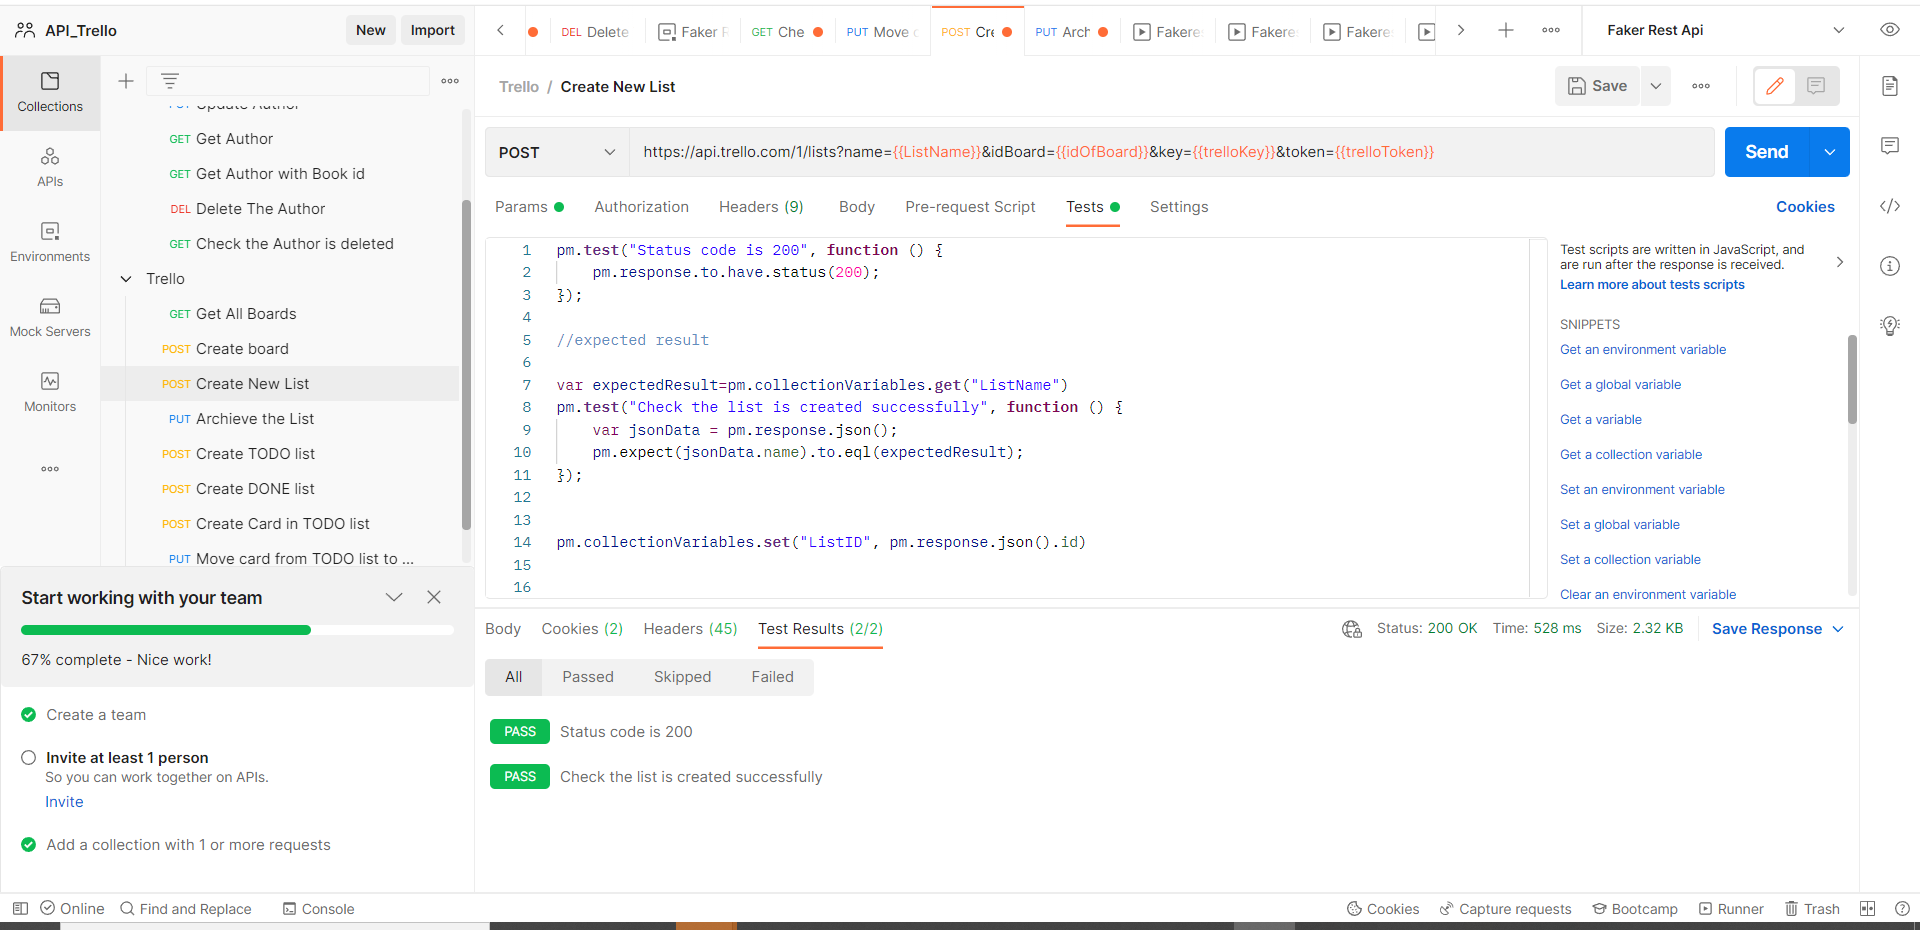 API_Trello
New
Import
DEL Delete
Faker
GET Che
PUT Move
POST Cre
PUT Arch
Faker
Faker
Faker
Faker Rest Api
Collections
APIs
Environments
Mock Servers
Monitors
PUT Update Author
GET Get Author
GET Get Author with Book id
DEL Delete The Author
GET Check the Author is deleted
Trello
GET Get All Boards
POST Create board
POST Create New List
PUT Archieve the List
POST Create TODO list
POST Create DONE list
POST Create Card in TODO list
PUT Move card from TODO list to ...
Start working with your team
67% complete - Nice work!
Create a team
Invite at least 1 person
So you can work together on APIs.
Invite
Add a collection with 1 or more requests
Trello / Create New List
Save
POST
https://api.trello.com/1/lists?name={{ListName}}&idBoard={{idOfBoard}}&key={{trelloKey}}&token={{trelloToken}}
Send
Params
Authorization
Headers (9)
Body
Pre-request Script
Tests
Settings
Cookies
1 pm.test("Status code is 200", function () {
2 pm.response.to.have.status(200);
3 });
4
5 //expected result
6
7 var expectedResult=pm.collectionVariables.get("ListName")
8 pm.test("Check the list is created successfully", function () {
9 var jsonData = pm.response.json();
10 pm.expect(jsonData.name).to.eql(expectedResult);
11 });
12
13
14 pm.collectionVariables.set("ListID", pm.response.json().id)
15
16
Test scripts are written in JavaScript, and
are run after the response is received.
Learn more about tests scripts
SNIPPETS
Get an environment variable
Get a global variable
Get a variable
Get a collection variable
Set an environment variable
Set a global variable
Set a collection variable
Clear an environment variable
Body
Cookies (2)
Headers (45)
Test Results (2/2)
Status: 200 OK
Time: 528 ms
Size: 2.32 KB
Save Response
All
Passed
Skipped
Failed
PASS Status code is 200
PASS Check the list is created successfully
Online
Find and Replace
Console
Cookies
Capture requests
Bootcamp
Runner
Trash